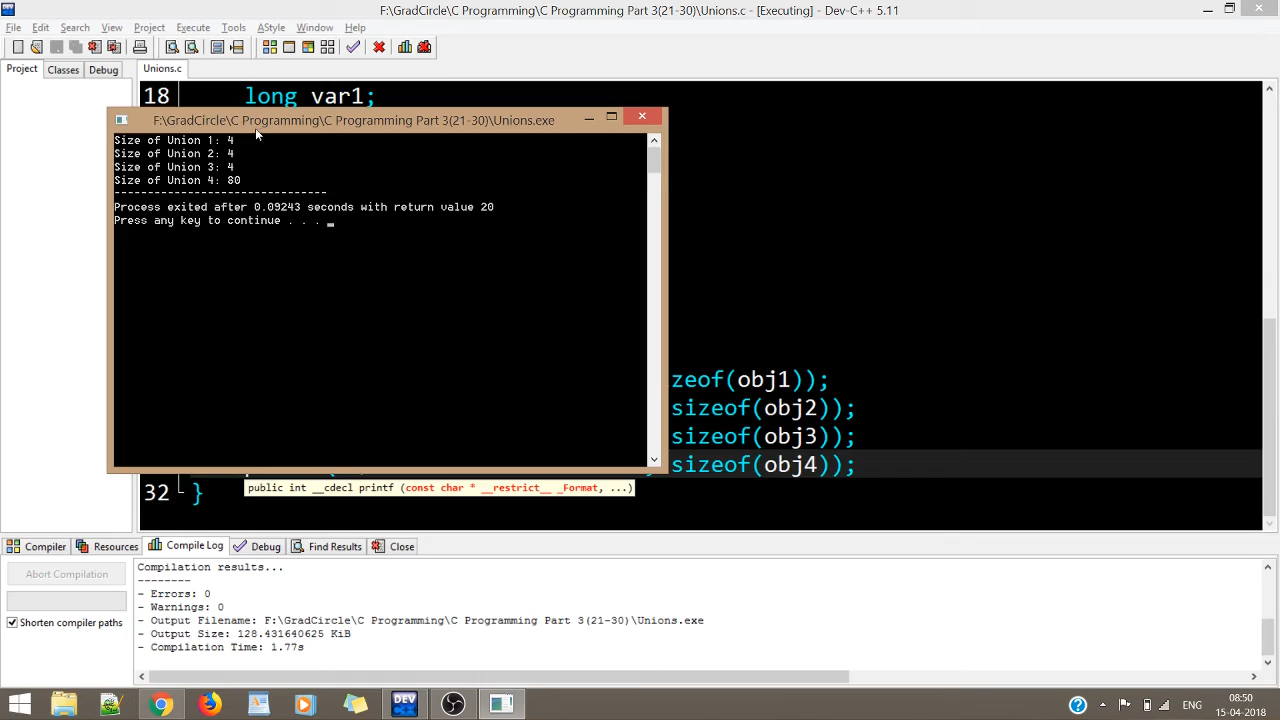 F:\GradCircle\C Programming\C Programming Part 3(21-30)\Unions.c - [Executing] - Dev-C++ 5.11
File Edit Search View Project Execute Tools AStyle Window Help
Project Classes Debug Unions.c
18 long var1;
F:\GradCircle\C Programming\C Programming Part 3(21-30)\Unions.exe
Size of Union 1: 4
Size of Union 2: 4
Size of Union 3: 4
Size of Union 4: 80
--------------------------------
Process exited after 0.09243 seconds with return value 20
Press any key to continue . . . _
zeof(obj1));
sizeof(obj2));
sizeof(obj3));
sizeof(obj4));
public int __cdecl printf (const char * __restrict__ _Format, ...)
32 }
Compiler Resources Compile Log Debug Find Results Close
Abort Compilation
Shorten compiler paths
Compilation results...
--------
- Errors: 0
- Warnings: 0
- Output Filename: F:\GradCircle\C Programming\C Programming Part 3(21-30)\Unions.exe
- Output Size: 128.431640625 KiB
- Compilation Time: 1.77s
DEV
08:50
15-04-2018